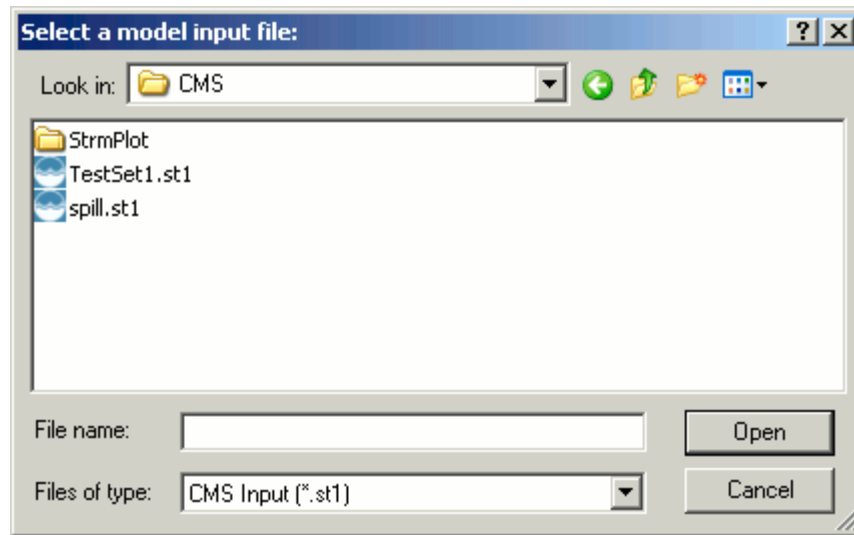 Select a model input file:
Look in: CMS
StrmPlot
TestSet1.st1
spill.st1
File name: Open
Files of type: CMS Input (*.st1) Cancel